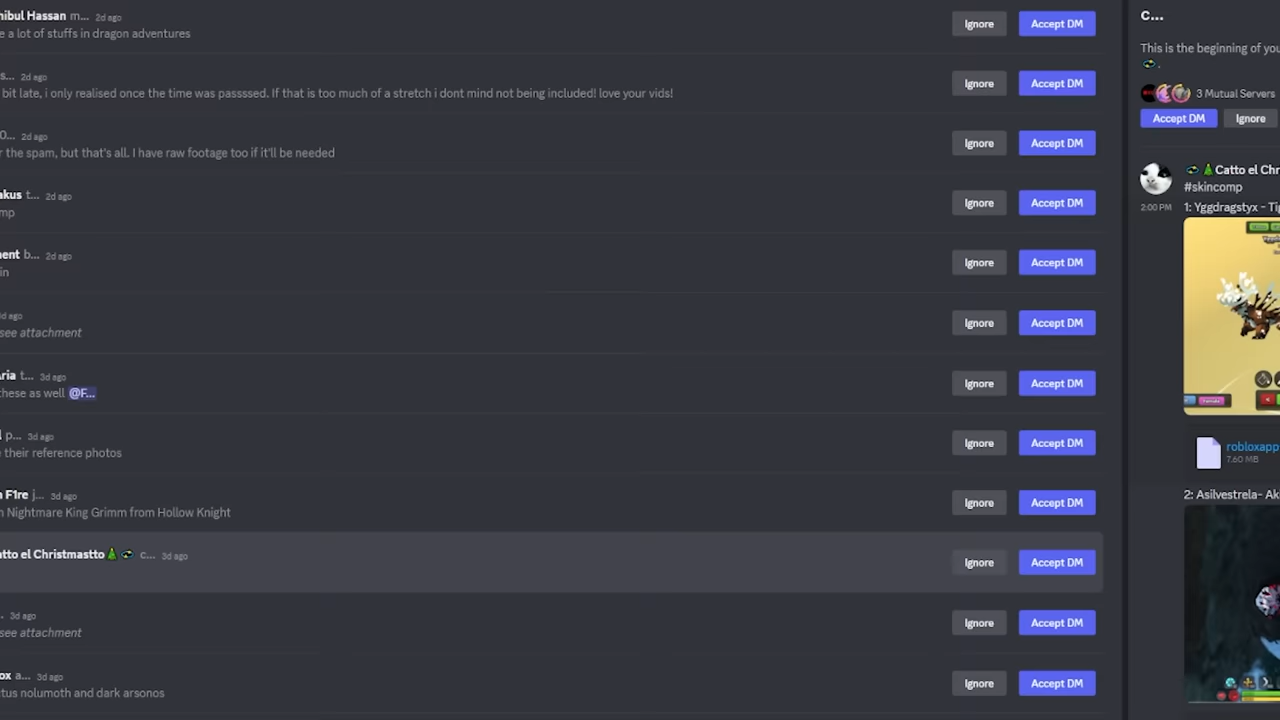 nibul Hassan m... 2d ago
e a lot of stuffs in dragon adventures
Ignore
Accept DM
s... 2d ago
bit late, i only realised once the time was passssed. If that is too much of a stretch i dont mind not being included! love your vids!
Ignore
Accept DM
O... 2d ago
r the spam, but that's all. I have raw footage too if it'll be needed
Ignore
Accept DM
akus t... 2d ago
mp
Ignore
Accept DM
nent b... 2d ago
in
Ignore
Accept DM
3d ago
see attachment
Ignore
Accept DM
Aria t... 3d ago
these as well @F...
Ignore
Accept DM
l p... 3d ago
e their reference photos
Ignore
Accept DM
n F1re j... 3d ago
n Nightmare King Grimm from Hollow Knight
Ignore
Accept DM
atto el Christmastto c... 3d ago
Ignore
Accept DM
. 3d ago
see attachment
Ignore
Accept DM
ox a... 3d ago
tus nolumoth and dark arsonos
Ignore
Accept DM
C...
This is the beginning of you
3 Mutual Servers
Accept DM
Ignore
Catto el Chr
#skincomp
2:00 PM
1: Yggdragstyx - Tig
robloxapp
7.60 MB
2: Asilvestrela- Ak